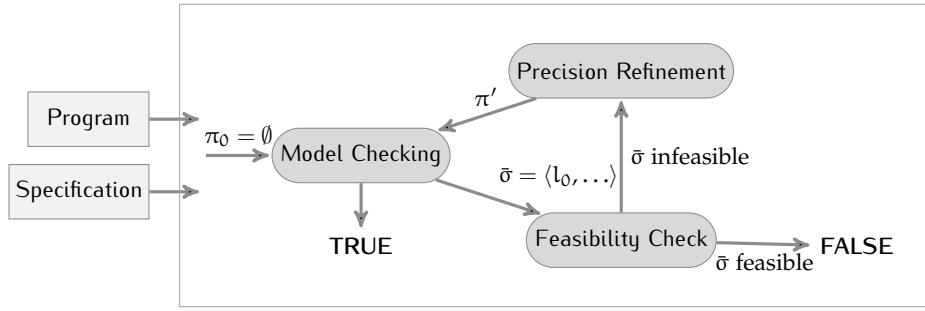 Precision Refinement
π′
Program
π₀ = ∅
Model Checking
σ̄ infeasible
σ̄ = ⟨l₀, . . .⟩
Specification
Feasibility Check
TRUE
FALSE
σ̄ feasible